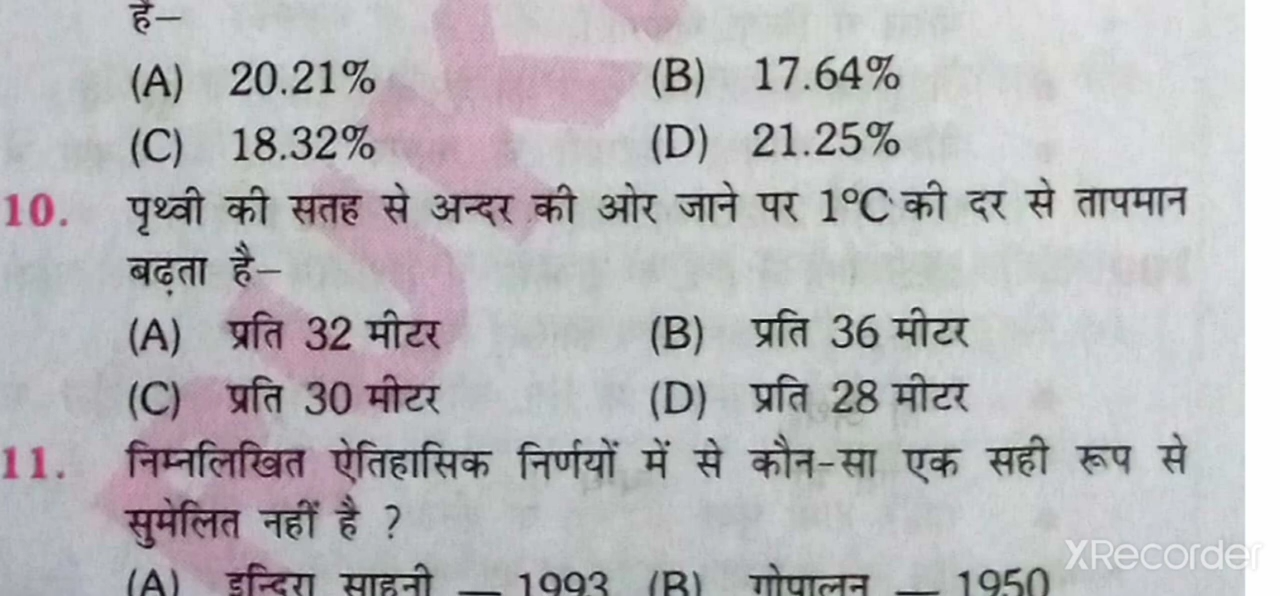 है–
(A) 20.21% (B) 17.64%
(C) 18.32% (D) 21.25%
10. पृथ्वी की सतह से अन्दर की ओर जाने पर 1°C की दर से तापमान
बढ़ता है–
(A) प्रति 32 मीटर (B) प्रति 36 मीटर
(C) प्रति 30 मीटर (D) प्रति 28 मीटर
11. निम्नलिखित ऐतिहासिक निर्णयों में से कौन-सा एक सही रूप से
सुमेलित नहीं है ?
(A) इन्दिरा साहनी — 1993 (B) गोपालन — 1950
XRecorder